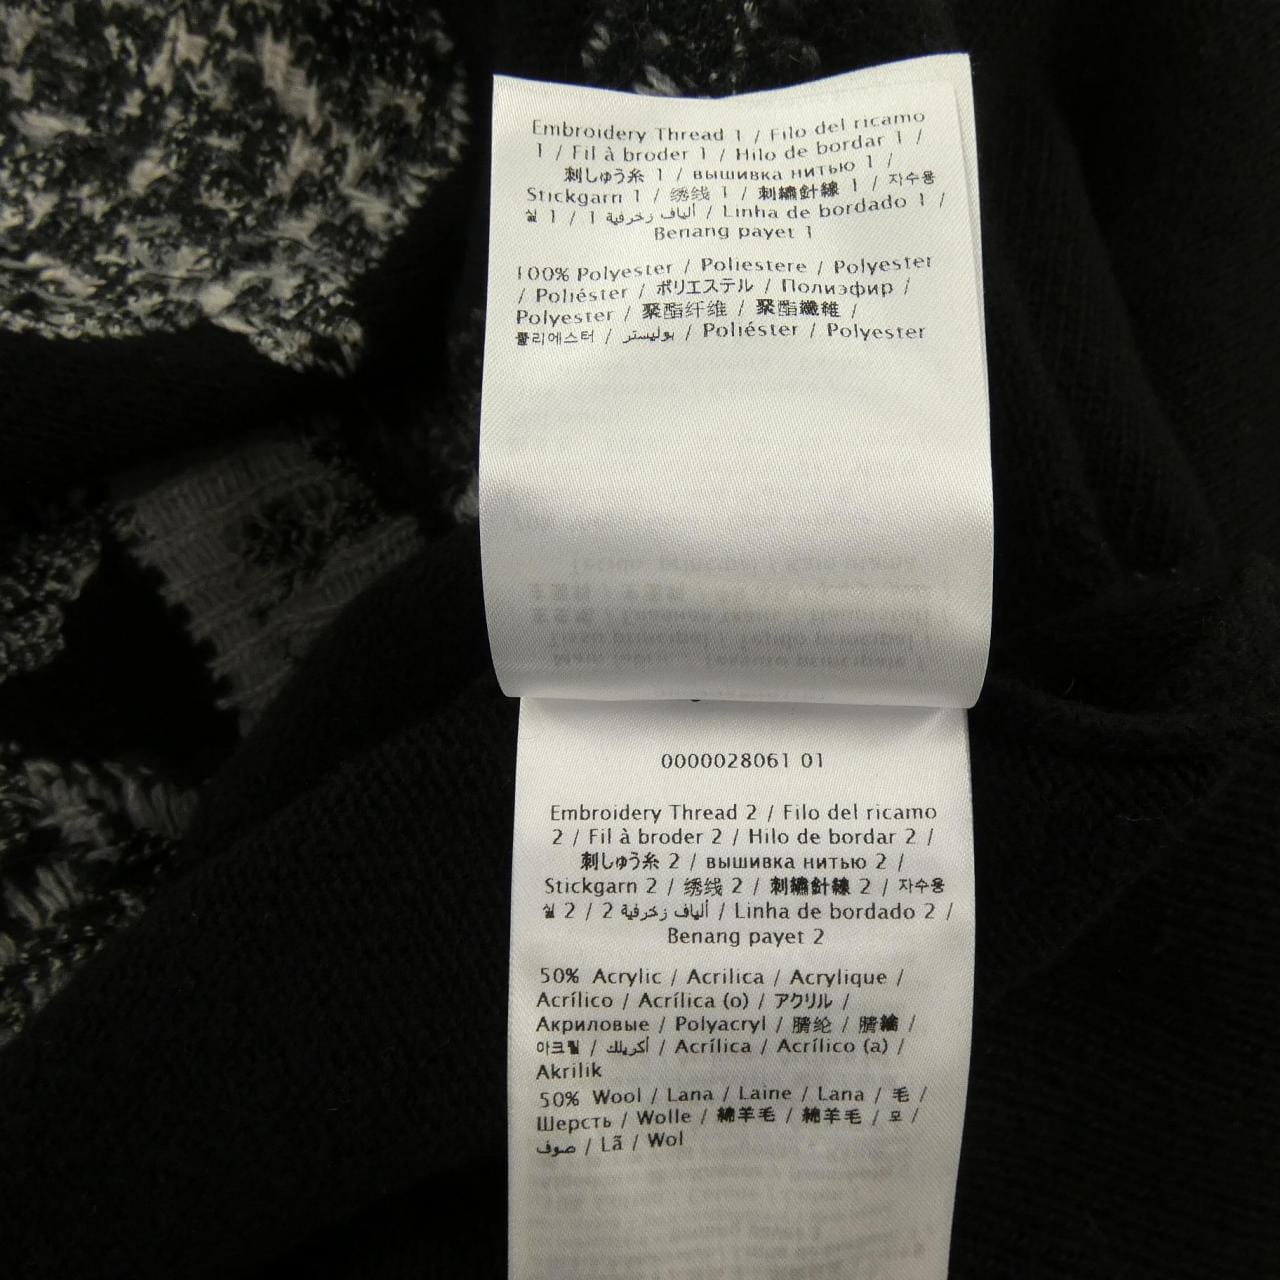 Embroidery Thread 1 / Filo del ricamo
1 / Fil à broder 1 / Hilo de bordar 1 /
刺しゅう糸 1 / вышивка нитью 1 /
Stickgarn 1 / 绣线 1 / 刺繡針線 1 / 자수용
실 1 / 1 ألياف زخرفية / Linha de bordado 1 /
Benang payet 1
100% Polyester / Poliestere / Polyester
/ Poliéster / ポリエステル / Полиэфир /
Polyester / 聚酯纤维 / 聚酯纖維 /
폴리에스터 / بوليستر / Poliéster / Polyester
0000028061 01
Embroidery Thread 2 / Filo del ricamo
2 / Fil à broder 2 / Hilo de bordar 2 /
刺しゅう糸 2 / вышивка нитью 2 /
Stickgarn 2 / 绣线 2 / 刺繡針線 2 / 자수용
실 2 / 2 ألياف زخرفية / Linha de bordado 2 /
Benang payet 2
50% Acrylic / Acrilica / Acrylique /
Acrílico / Acrílica (o) / アクリル /
Акриловые / Polyacryl / 腈纶 / 腈綸 /
아크릴 / أكريلك / Acrílica / Acrílico (a) /
Akrilik
50% Wool / Lana / Laine / Lana / 毛 /
Шерсть / Wolle / 綿羊毛 / 綿羊毛 / 모 /
صوف / Lã / Wol